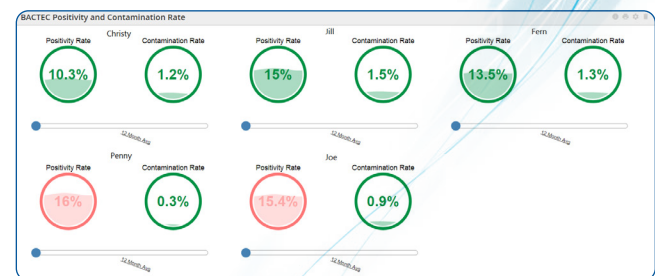 BACTEC Positivity and Contamination Rate
Christy
Positivity Rate
Contamination Rate
10.3%
1.2%
12 Month Avg
Jill
Positivity Rate
Contamination Rate
15%
1.5%
12 Month Avg
Fern
Positivity Rate
Contamination Rate
13.5%
1.3%
12 Month Avg
Penny
Positivity Rate
Contamination Rate
16%
0.3%
12 Month Avg
Joe
Positivity Rate
Contamination Rate
15.4%
0.9%
12 Month Avg